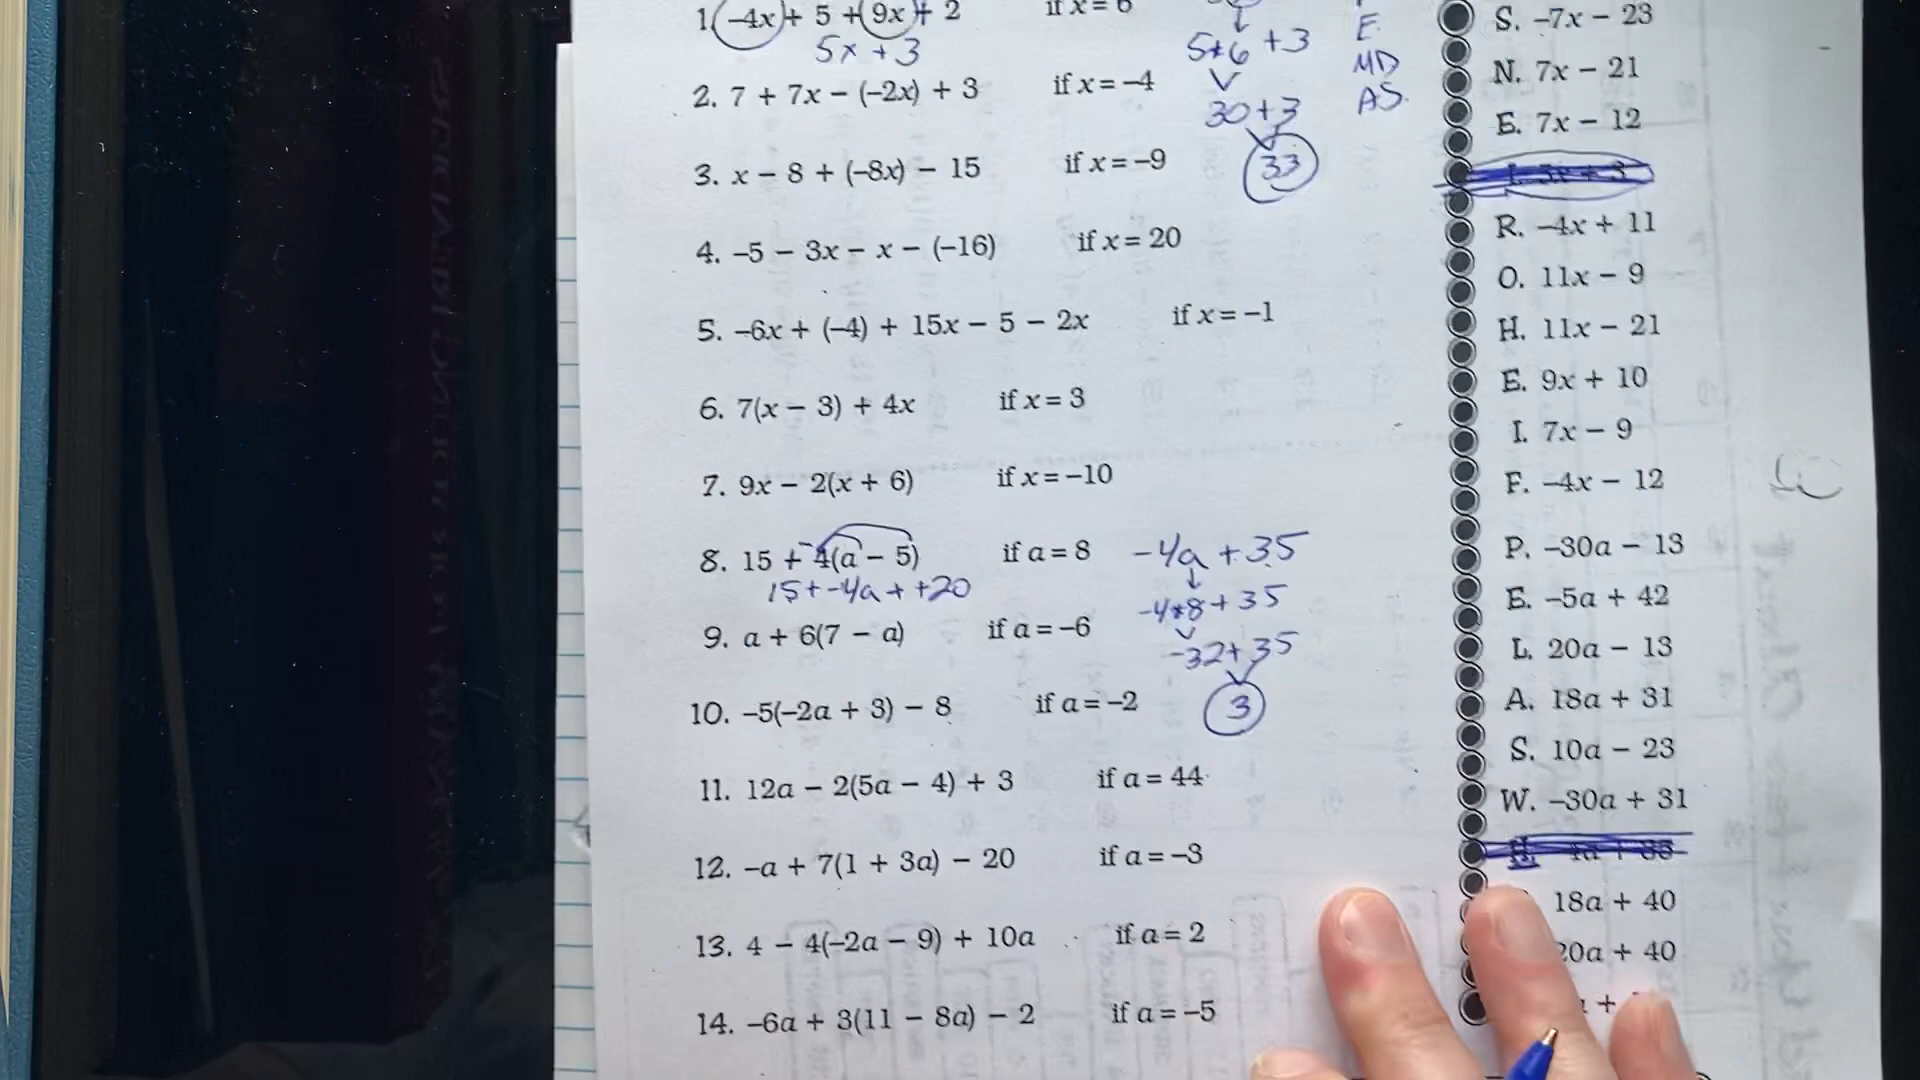 1 (-4x) + 5 + (9x) + 2 if x = 6
5x + 3
5*6 + 3
30 + 3
33
E.
MD
AS.
2. 7 + 7x – (–2x) + 3 if x = –4
3. x – 8 + (–8x) – 15 if x = –9
4. –5 – 3x – x – (–16) if x = 20
5. –6x + (–4) + 15x – 5 – 2x if x = –1
6. 7(x – 3) + 4x if x = 3
7. 9x – 2(x + 6) if x = –10
8. 15 + -4(a – 5) if a = 8
15+-4a + +20
-4a + 35
-4*8 + 35
-32 + 35
3
9. a + 6(7 – a) if a = –6
10. –5(–2a + 3) – 8 if a = –2
11. 12a – 2(5a – 4) + 3 if a = 44
12. –a + 7(1 + 3a) – 20 if a = –3
13. 4 – 4(–2a – 9) + 10a if a = 2
14. –6a + 3(11 – 8a) – 2 if a = –5
S. –7x – 23
N. 7x – 21
E. 7x – 12
R. –4x + 11
O. 11x – 9
H. 11x – 21
E. 9x + 10
I. 7x – 9
F. –4x – 12
P. –30a – 13
E. –5a + 42
L. 20a – 13
A. 18a + 31
S. 10a – 23
W. –30a + 31
18a + 40
20a + 40